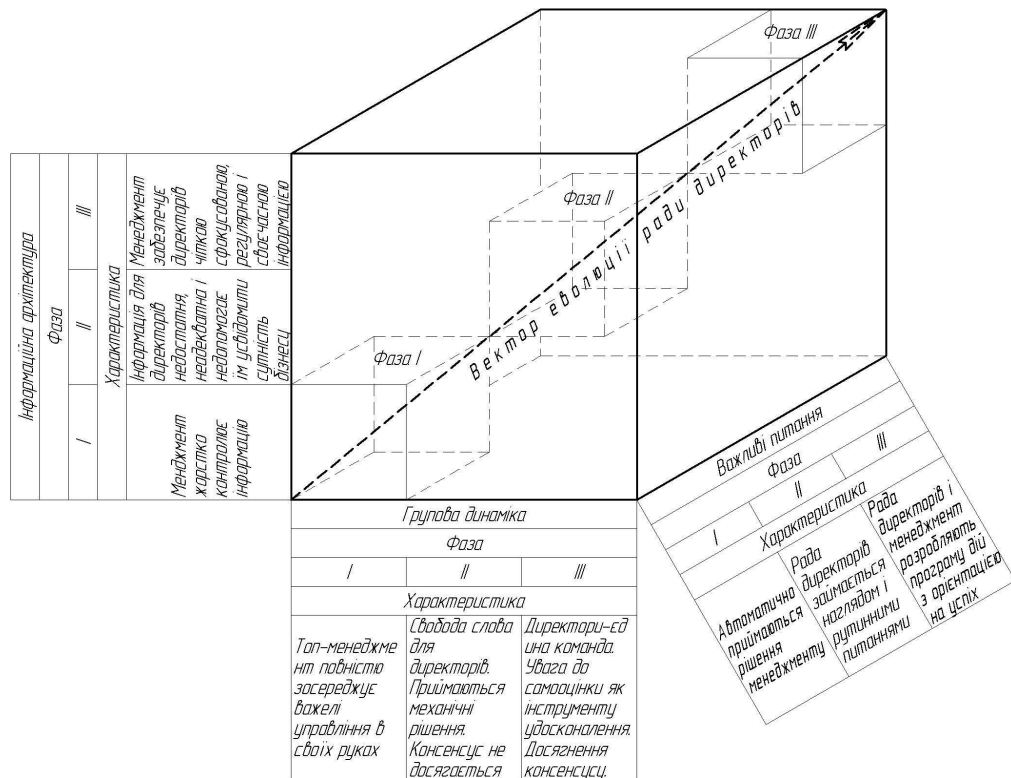 Фаза III
Фаза II
Фаза I
Вектор еволюції ради директорів
Інформаційна архітектура
Фаза
I
II
III
Характеристика
Менджмент
жорстко
контролює
інформацію
Інформація для
директорів
недостатня,
неадекватна і
недопомагає
їм усвідомити
сутність
бізнесу
Менеджмент
забезпечує
директорів
чіткою
сфокусованою,
регулярною і
своєчасною
інформацією
Групова динаміка
Фаза
I
II
III
Характеристика
Топ-менеджме
нт повністю
зосереджує
важелі
управління в
своїх руках
Свобода слова
для
директорів.
Приймаються
механічні
рішення.
Консенсус не
досягається
Директори-єд
ина команда.
Увага до
самооцінки як
інструменту
удосконалення.
Досягнення
консенсусу.
Важливі питання
Фаза
I
II
III
Характеристика
Автоматично
приймаються
рішення
менеджменту
Рада
директорів
займається
наглядом і
рутинними
питаннями
Рада
директорів і
менеджмент
розробляють
програму дій
з орієнтацією
на успіх